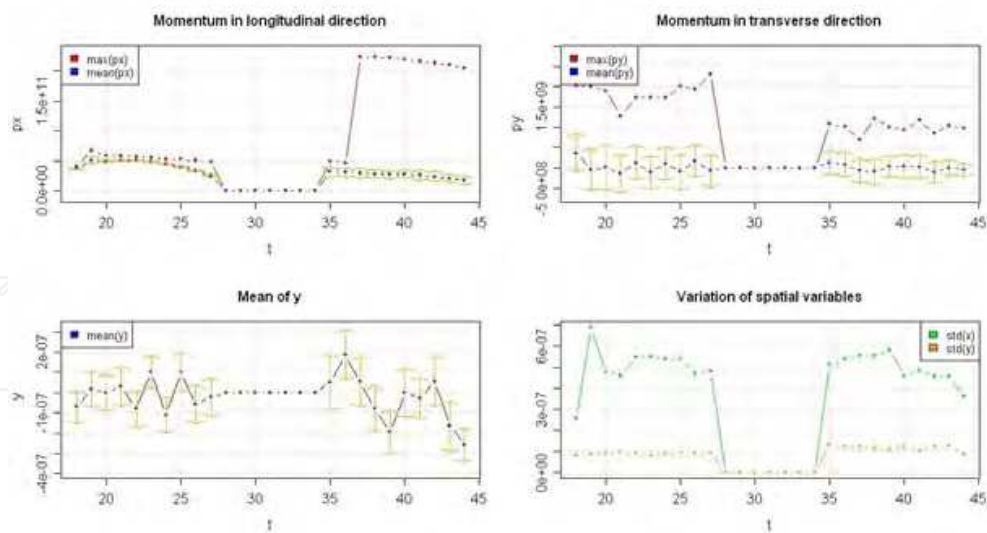 Momentum in longitudinal direction
max(px)
mean(px)
px
0.0e+00
1.5e+11
20 25 30 35 40 45
t
Momentum in transverse direction
max(py)
mean(py)
py
-5.0e+08
1.5e+09
20 25 30 35 40 45
t
Mean of y
mean(y)
y
-4e-07
-1e-07
2e-07
20 25 30 35 40 45
t
Variation of spatial variables
std(x)
std(y)
0e+00
3e-07
6e-07
20 25 30 35 40 45
t